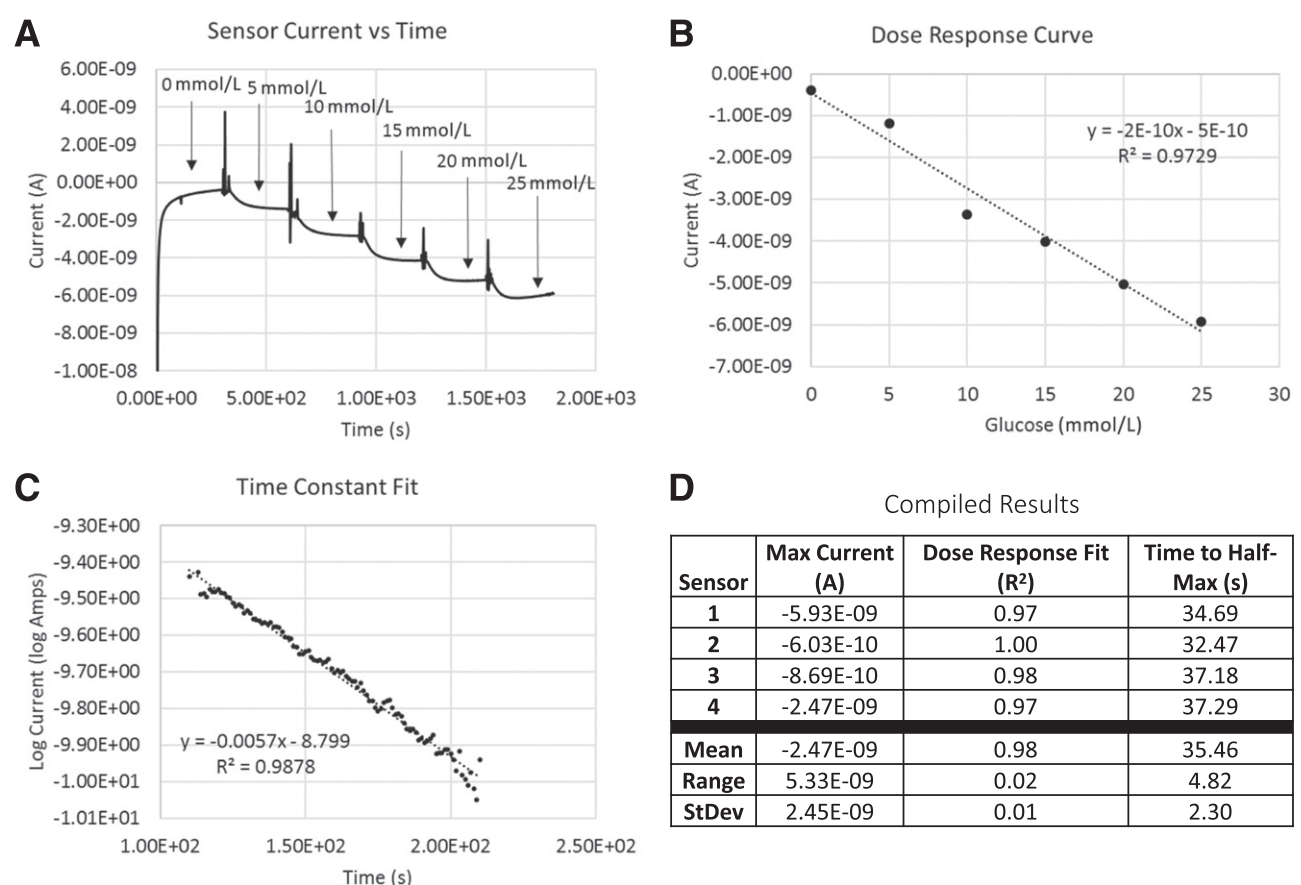 A
Sensor Current vs Time
6.00E-09
4.00E-09
2.00E-09
0.00E+00
-2.00E-09
-4.00E-09
-6.00E-09
-8.00E-09
-1.00E-08
Current (A)
0 mmol/L
5 mmol/L
10 mmol/L
15 mmol/L
20 mmol/L
25 mmol/L
0.00E+00 5.00E+02 1.00E+03 1.50E+03 2.00E+03
Time (s)
B
Dose Response Curve
0.00E+00
-1.00E-09
-2.00E-09
-3.00E-09
-4.00E-09
-5.00E-09
-6.00E-09
-7.00E-09
Current (A)
y = -2E-10x - 5E-10
R² = 0.9729
0 5 10 15 20 25 30
Glucose (mmol/L)
C
Time Constant Fit
-9.30E+00
-9.40E+00
-9.50E+00
-9.60E+00
-9.70E+00
-9.80E+00
-9.90E+00
-1.00E+01
-1.01E+01
Log Current (log Amps)
y = -0.0057x - 8.799
R² = 0.9878
1.00E+02 1.50E+02 2.00E+02 2.50E+02
Time (s)
D
Compiled Results
Sensor Max Current (A) Dose Response Fit (R²) Time to Half-Max (s)
1 -5.93E-09 0.97 34.69
2 -6.03E-10 1.00 32.47
3 -8.69E-10 0.98 37.18
4 -2.47E-09 0.97 37.29
Mean -2.47E-09 0.98 35.46
Range 5.33E-09 0.02 4.82
StDev 2.45E-09 0.01 2.30